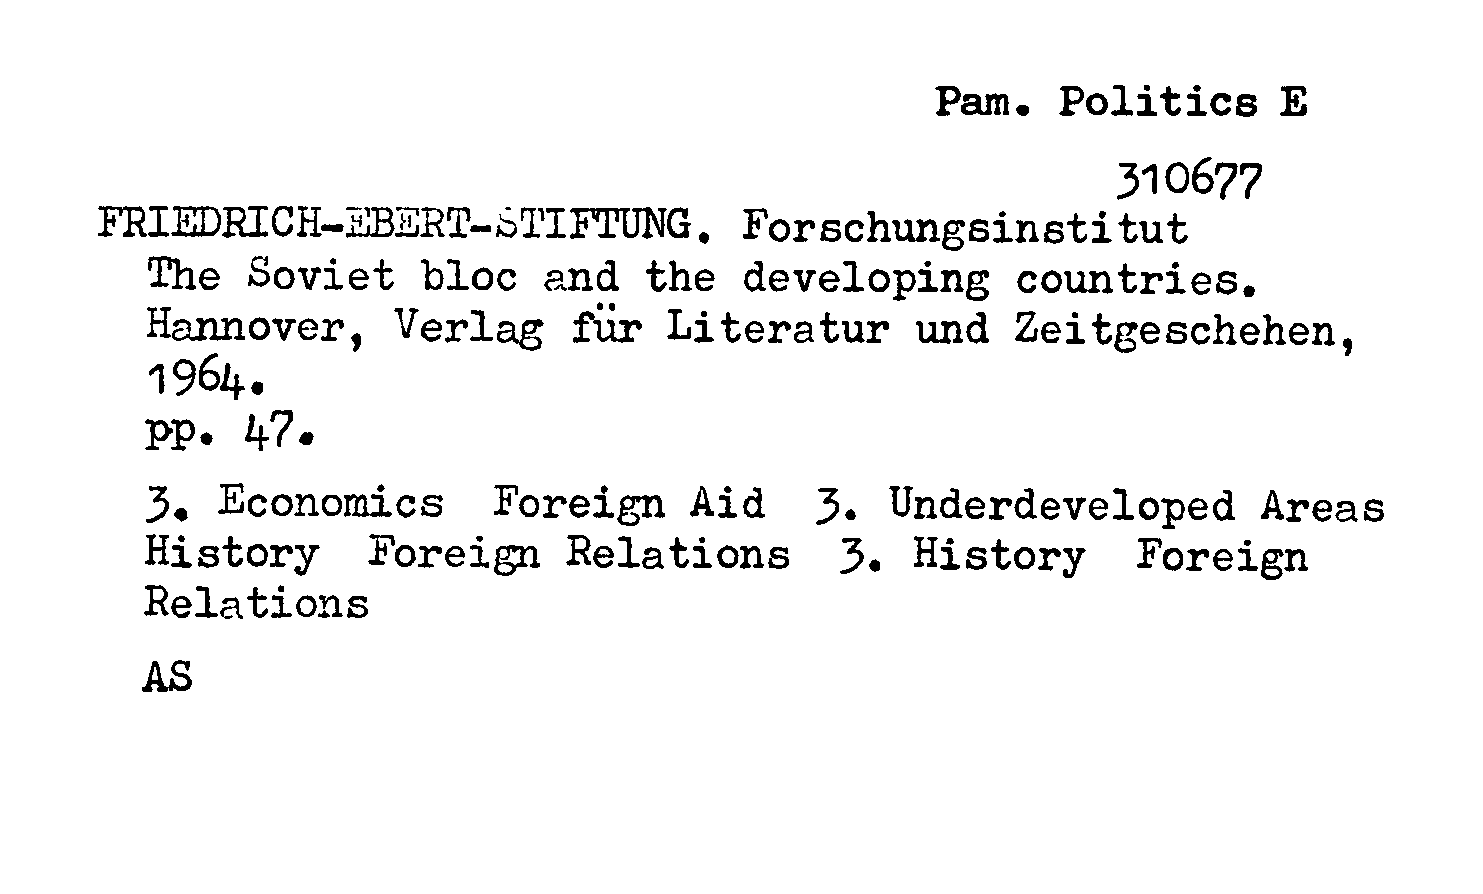 Pam. Politics E
310677
FRIEDRICH-EBERT-STIFTUNG. Forschungsinstitut
The Soviet bloc and the developing countries.
Hannover, Verlag für Literatur und Zeitgeschehen,
1964.
pp. 47.
3. Economics  Foreign Aid  3. Underdeveloped Areas
History  Foreign Relations  3. History  Foreign
Relations
AS